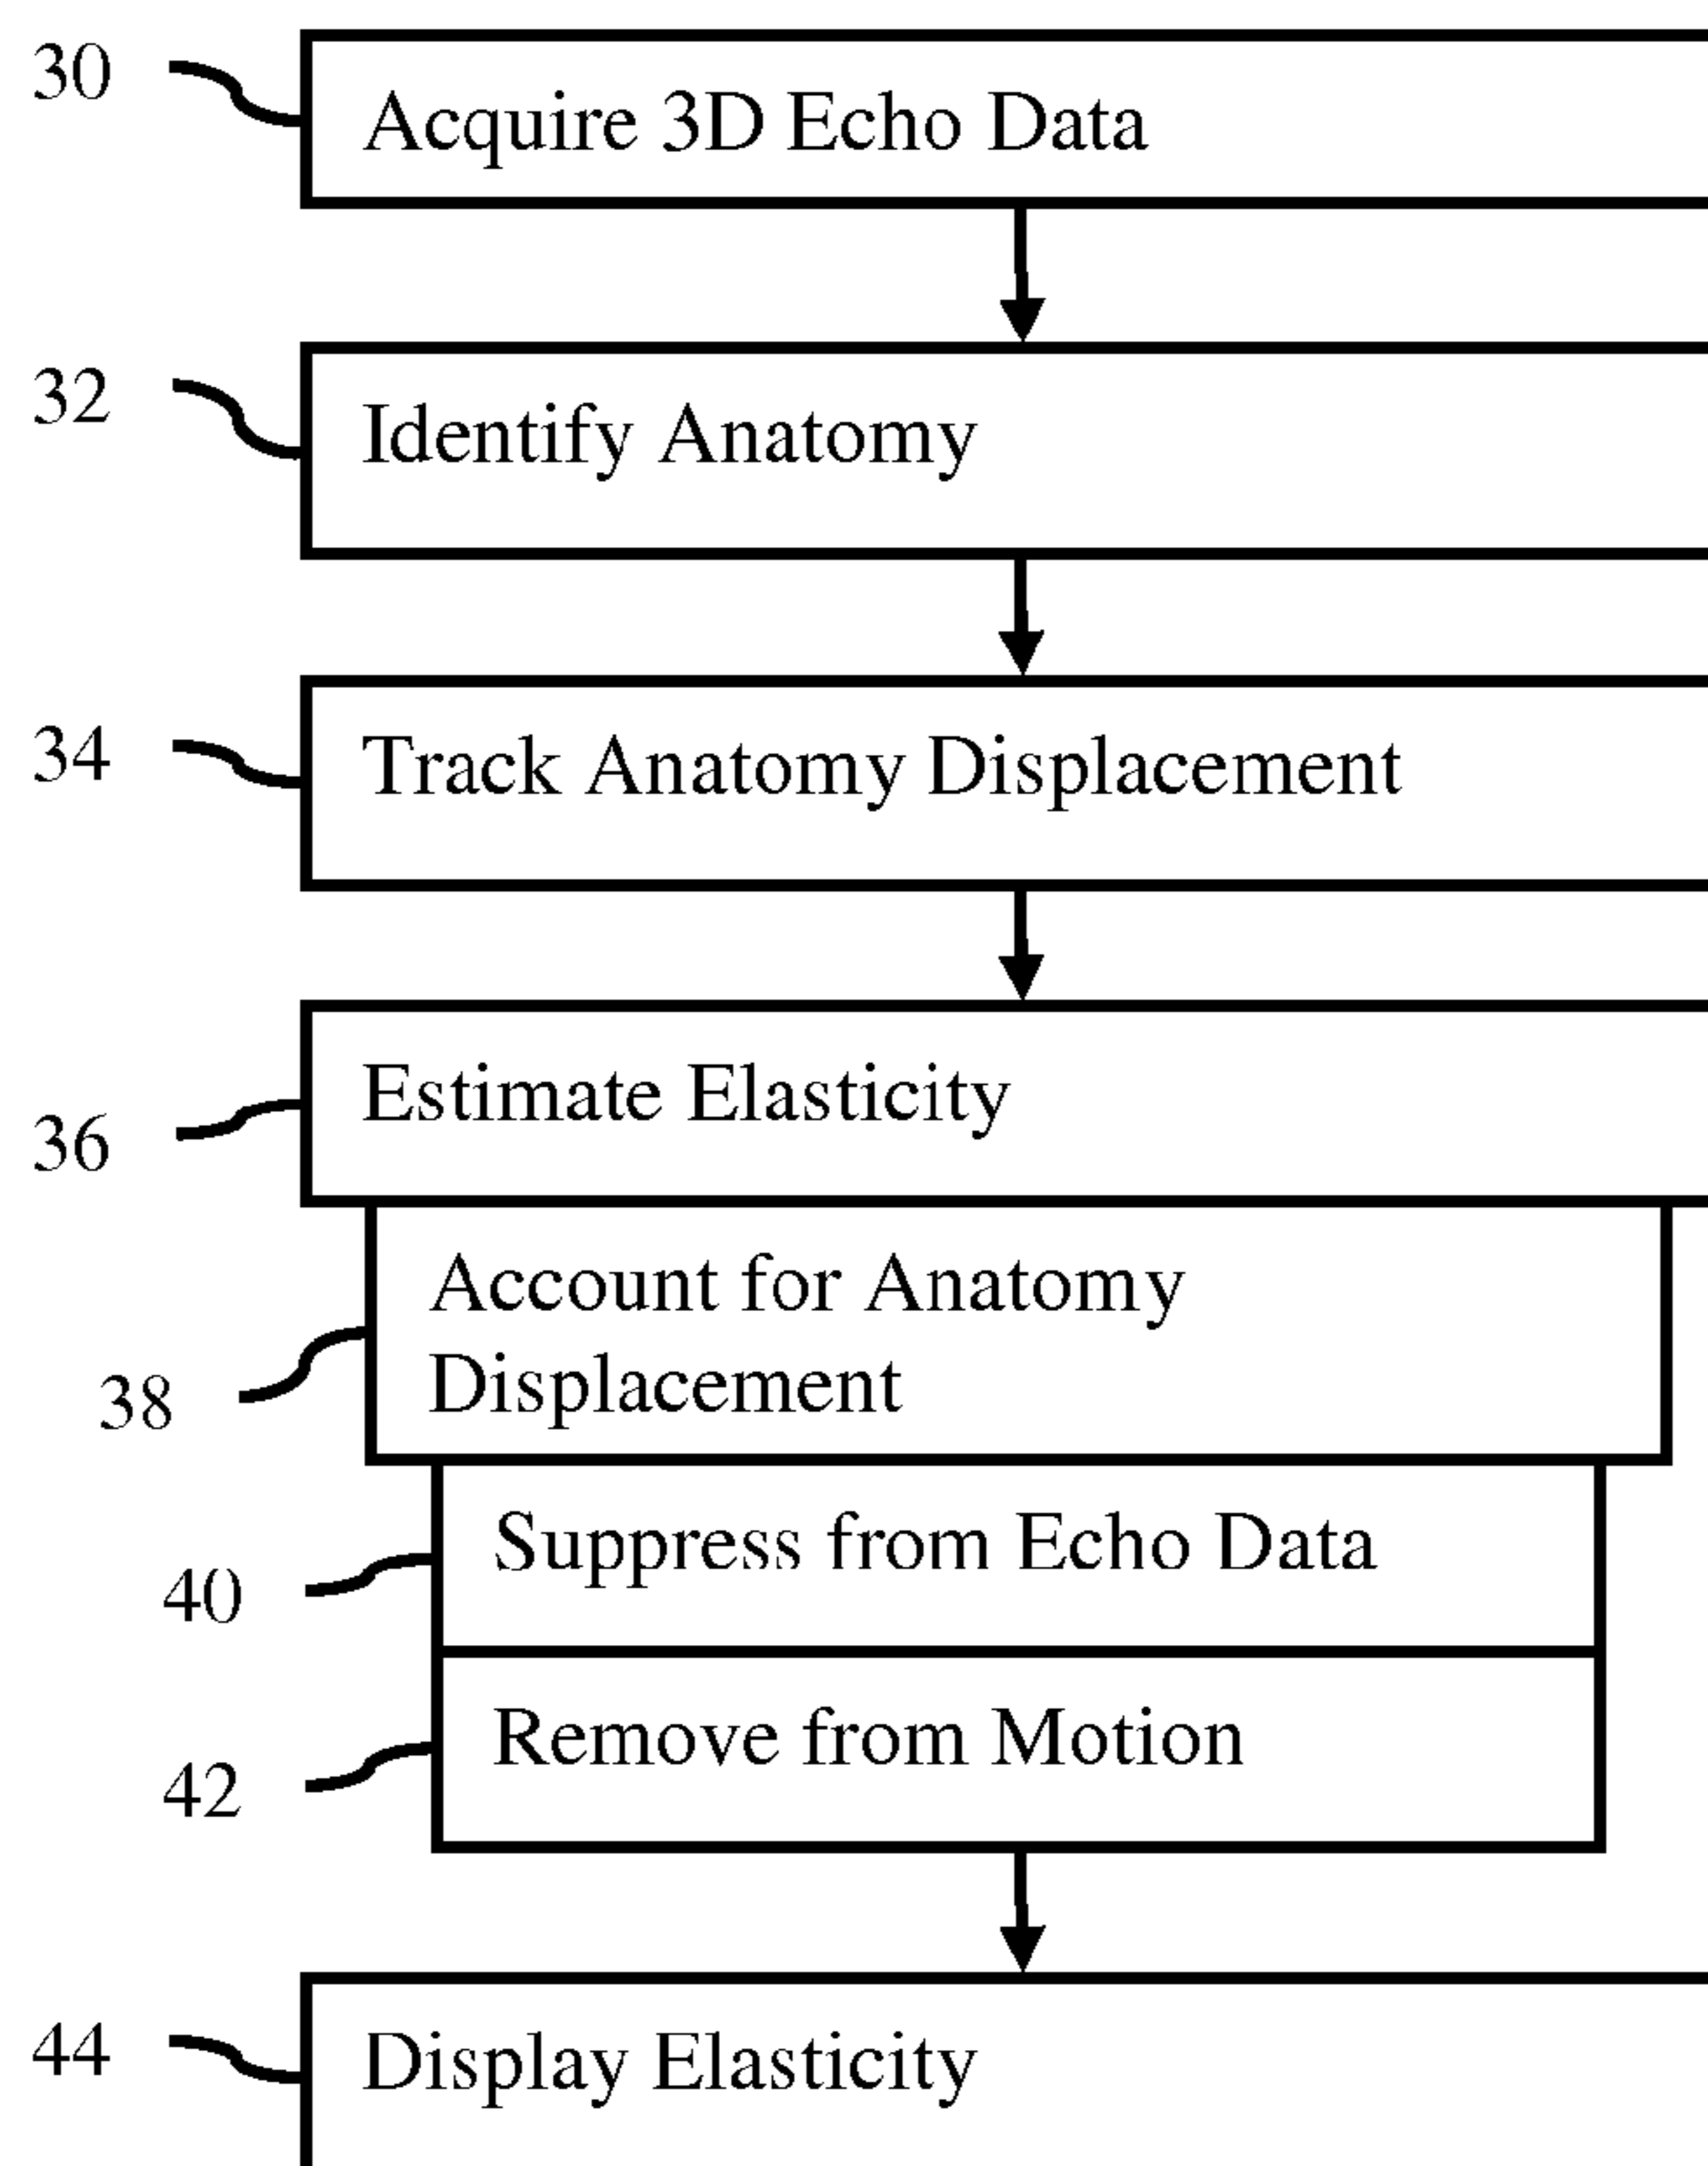 30 Acquire 3D Echo Data
32 Identify Anatomy
34 Track Anatomy Displacement
36 Estimate Elasticity
38 Account for Anatomy
Displacement
40 Suppress from Echo Data
42 Remove from Motion
44 Display Elasticity